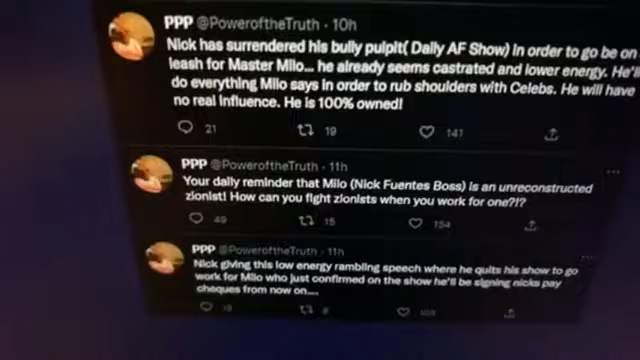 PPP @PoweroftheTruth · 10h
Nick has surrendered his bully pulpit( Daily AF Show) in order to go be on
leash for Master Milo... he already seems castrated and lower energy. He'll
do everything Milo says in order to rub shoulders with Celebs. He will have
no real influence. He is 100% owned!
21 19 141
PPP @PoweroftheTruth · 11h
Your daily reminder that Milo (Nick Fuentes Boss) is an unreconstructed
zionist! How can you fight zionists when you work for one?!?
49 15 154
PPP @PoweroftheTruth · 11h
Nick giving this low energy rambling speech where he quits his show to go
work for Milo who just confirmed on the show he'll be signing nicks pay
cheques from now on....